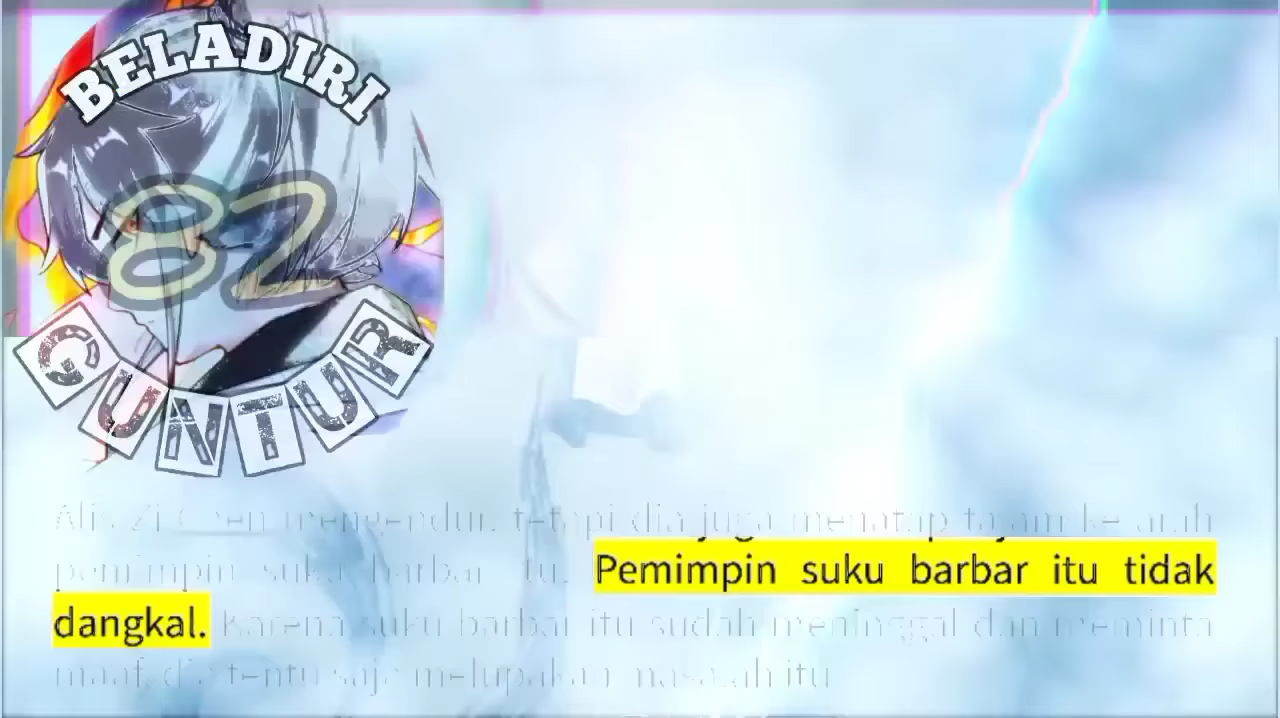 BELADIRI
82
GUNTUR
Alis Zi Chen mengendur, tetapi dia juga menatap tajam ke arah
pemimpin suku barbar itu. Pemimpin suku barbar itu tidak
dangkal. Karena suku barbar itu sudah meninggal dan meminta
maaf, dia tentu saja melupakan masalah itu